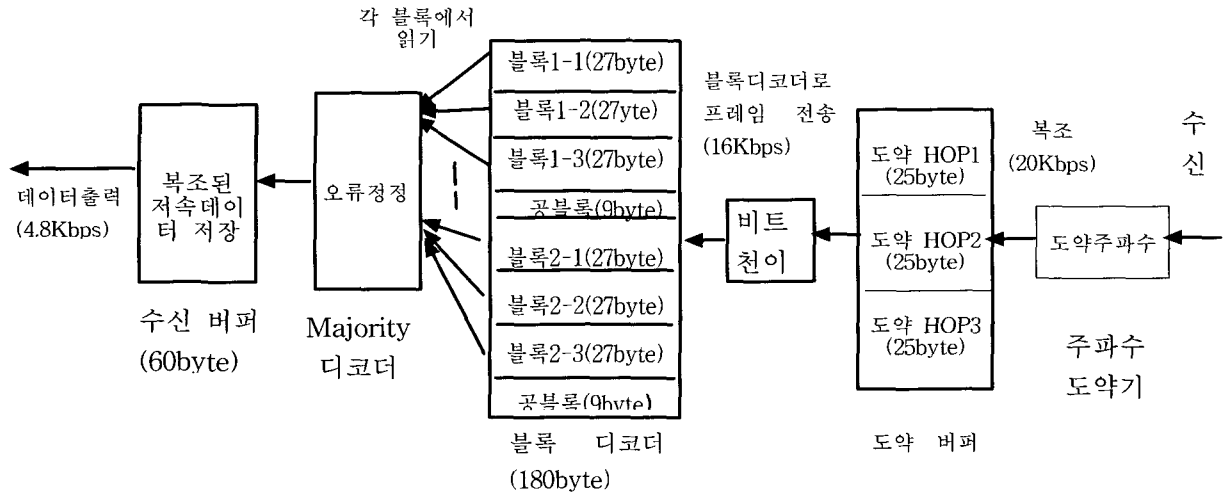 각 블록에서
읽기
블록1-1(27byte)
블록1-2(27yte)
블록1-3(27byte)
공블록(9byte)
블록2-1(27byte)
블록2-2(27byte)
블록2-3(27byte)
공블록(9byte)
블록 디코더
(180byte)
데이터출력
(4.8Kbps)
복조된
저속데이
터 저장
수신 버퍼
(60byte)
오류정정
Majority
디코더
블록디코더로
프레임 전송
(16Kbps)
비트
천이
도약 HOP1
(25byte)
도약 HOP2
(25byte)
도약 HOP3
(25byte)
도약 버퍼
복조
(20Kbps)
수
신
도약주파수
주파수
도약기